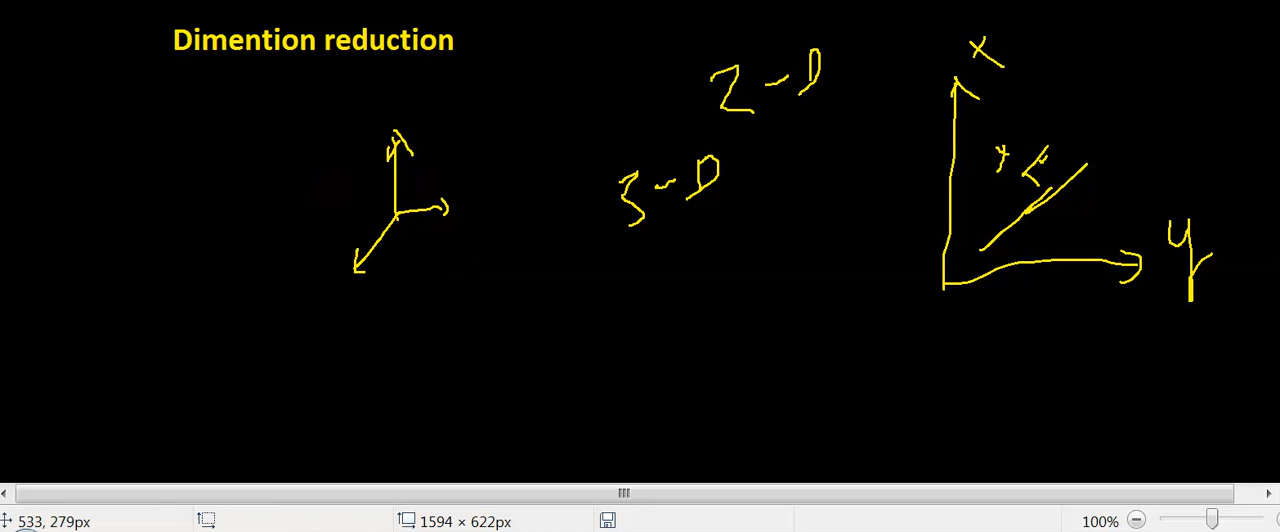 Dimention reduction
2-D
x
3-D
y
533, 279px
1594 × 622px
100%